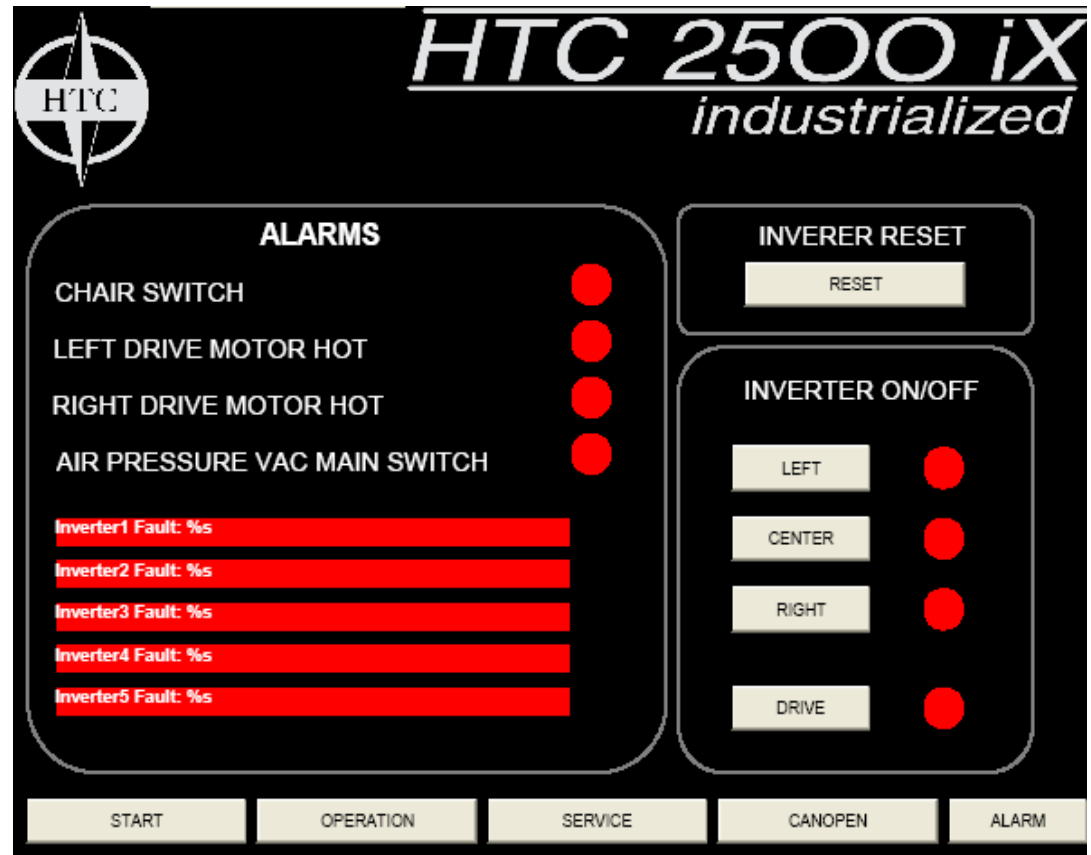 HTC
HTC 2500 iX
industrialized
ALARMS
CHAIR SWITCH
LEFT DRIVE MOTOR HOT
RIGHT DRIVE MOTOR HOT
AIR PRESSURE VAC MAIN SWITCH
Inverter1 Fault: %s
Inverter2 Fault: %s
Inverter3 Fault: %s
Inverter4 Fault: %s
Inverter5 Fault: %s
INVERER RESET
RESET
INVERTER ON/OFF
LEFT
CENTER
RIGHT
DRIVE
START
OPERATION
SERVICE
CANOPEN
ALARM